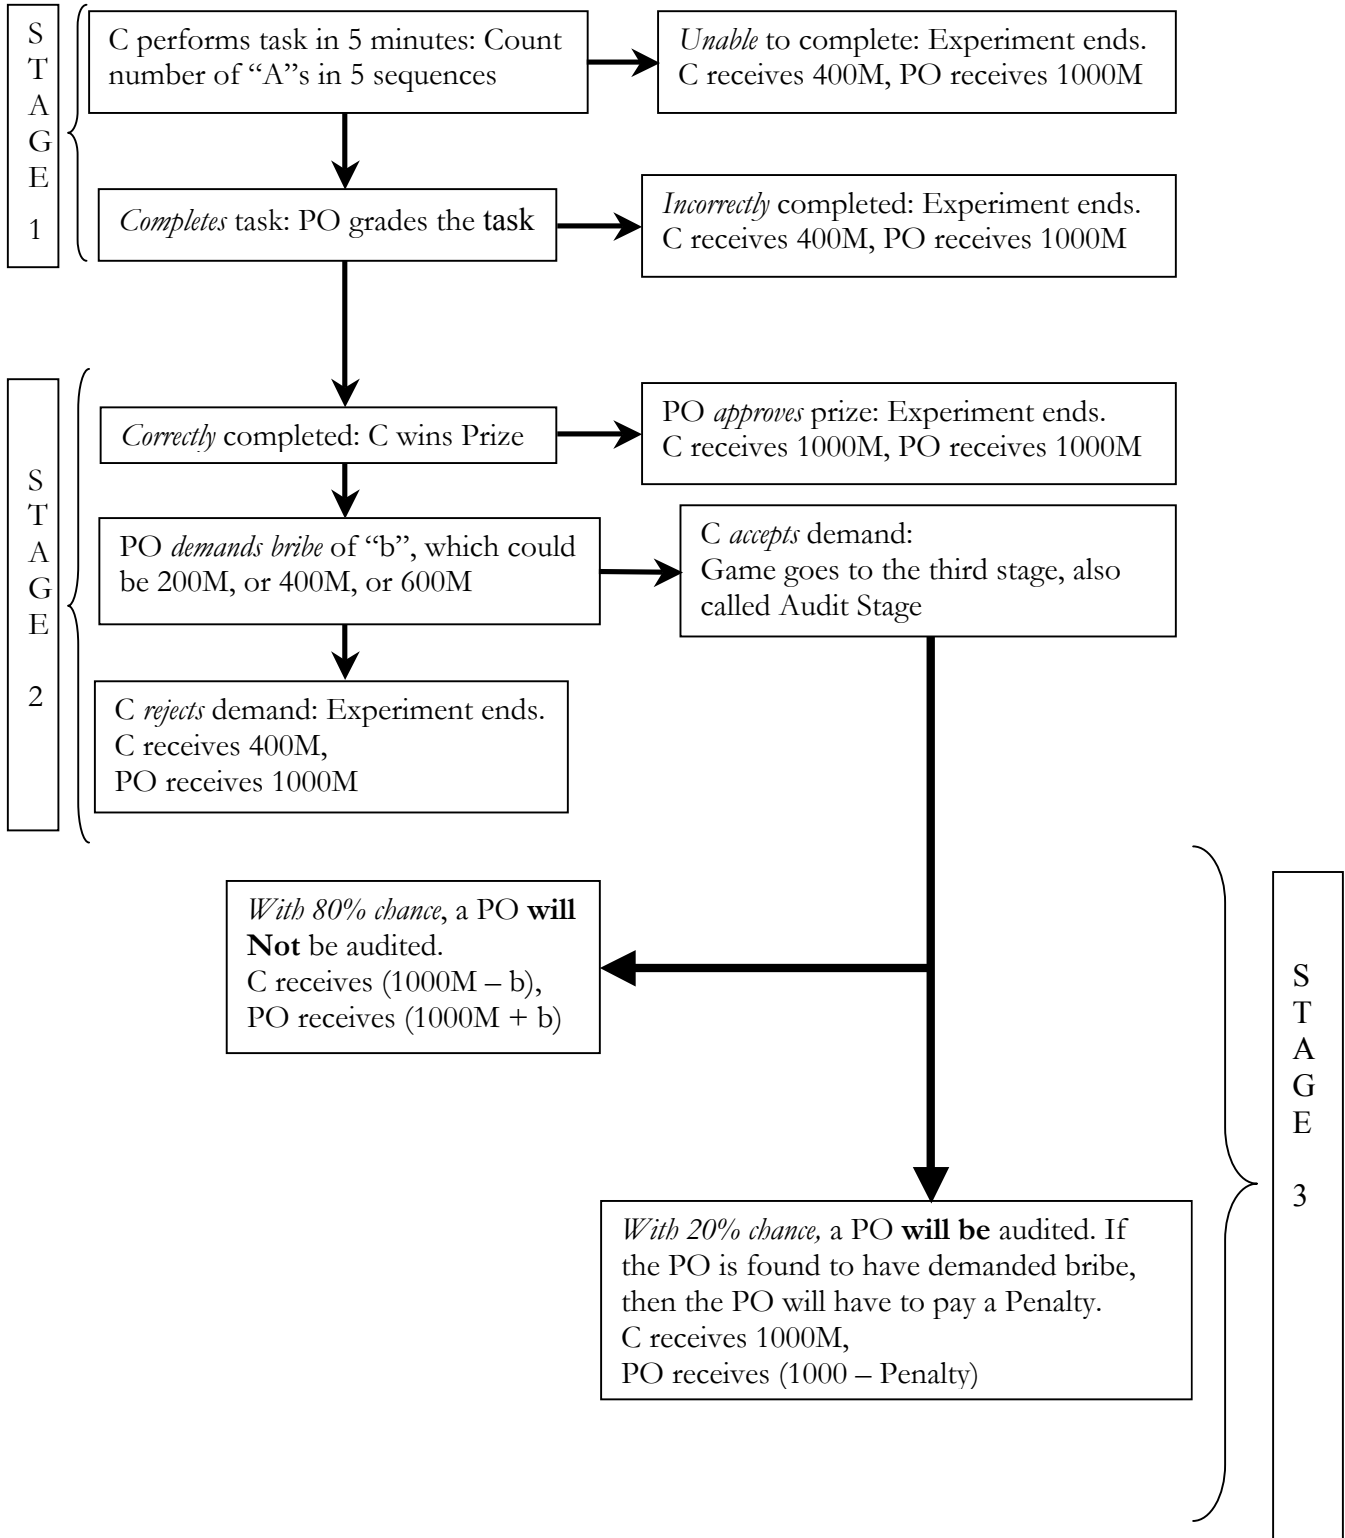 S
T
A
G
E
1
C performs task in 5 minutes: Count
number of “A”s in 5 sequences
Unable to complete: Experiment ends.
C receives 400M, PO receives 1000M
Completes task: PO grades the task
Incorrectly completed: Experiment ends.
C receives 400M, PO receives 1000M
S
T
A
G
E
2
Correctly completed: C wins Prize
PO approves prize: Experiment ends.
C receives 1000M, PO receives 1000M
PO demands bribe of “b”, which could
be 200M, or 400M, or 600M
C accepts demand:
Game goes to the third stage, also
called Audit Stage
C rejects demand: Experiment ends.
C receives 400M,
PO receives 1000M
With 80% chance, a PO will
Not be audited.
C receives (1000M – b),
PO receives (1000M + b)
With 20% chance, a PO will be audited. If
the PO is found to have demanded bribe,
then the PO will have to pay a Penalty.
C receives 1000M,
PO receives (1000 – Penalty)
S
T
A
G
E
3